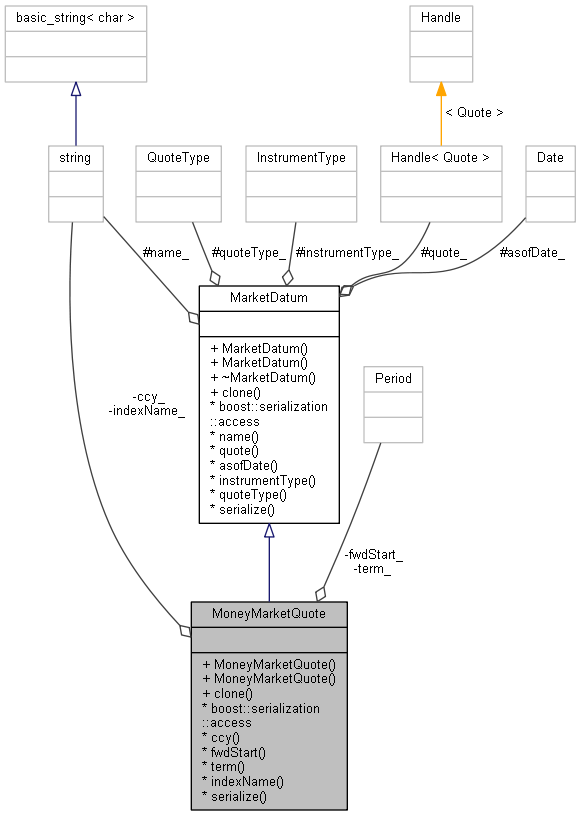 basic_string< char >
Handle
< Quote >
string
QuoteType
InstrumentType
Handle< Quote >
Date
#name_
#quoteType_
#instrumentType_
#quote_
#asofDate_
MarketDatum
+ MarketDatum()
+ MarketDatum()
+ ~MarketDatum()
+ clone()
* boost::serialization
::access
* name()
* quote()
* asofDate()
* instrumentType()
* quoteType()
* serialize()
Period
-ccy_
-indexName_
-fwdStart_
-term_
MoneyMarketQuote
+ MoneyMarketQuote()
+ MoneyMarketQuote()
+ clone()
* boost::serialization
::access
* ccy()
* fwdStart()
* term()
* indexName()
* serialize()